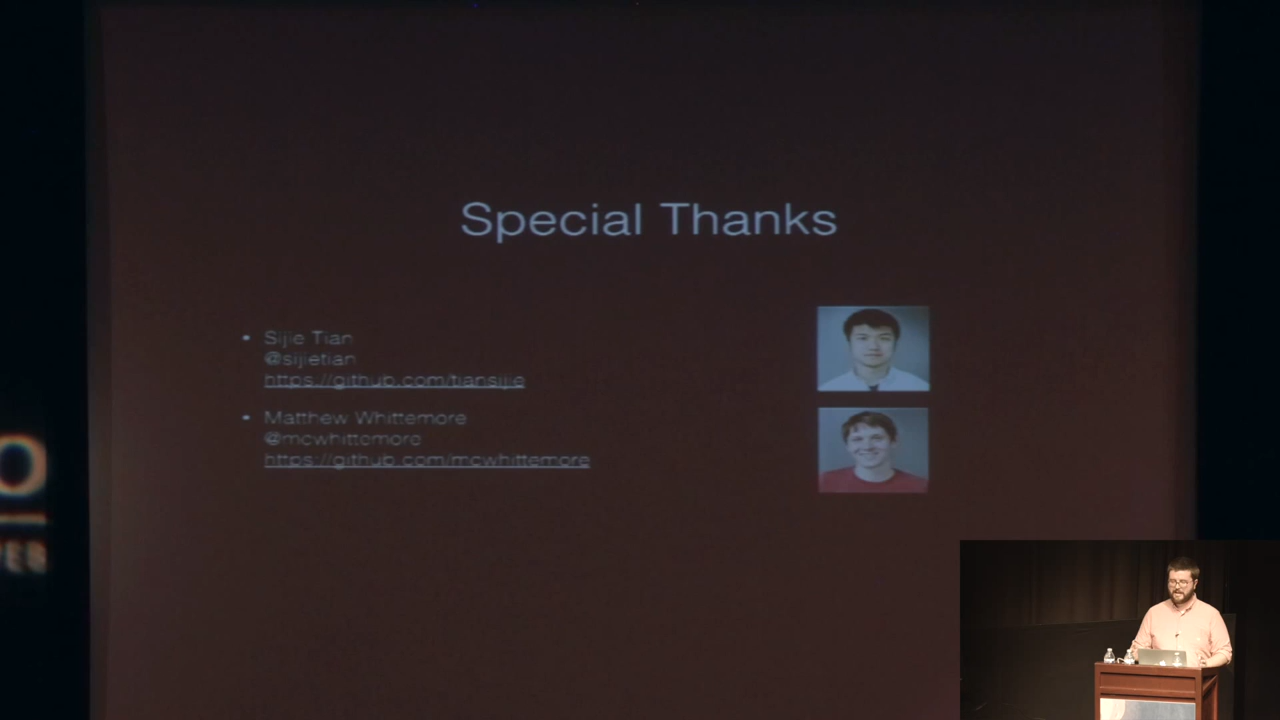 Special Thanks
• Sijie Tian
@sijietian
https://github.com/tiansijie
• Matthew Whittemore
@mcwhittemore
https://github.com/mcwhittemore